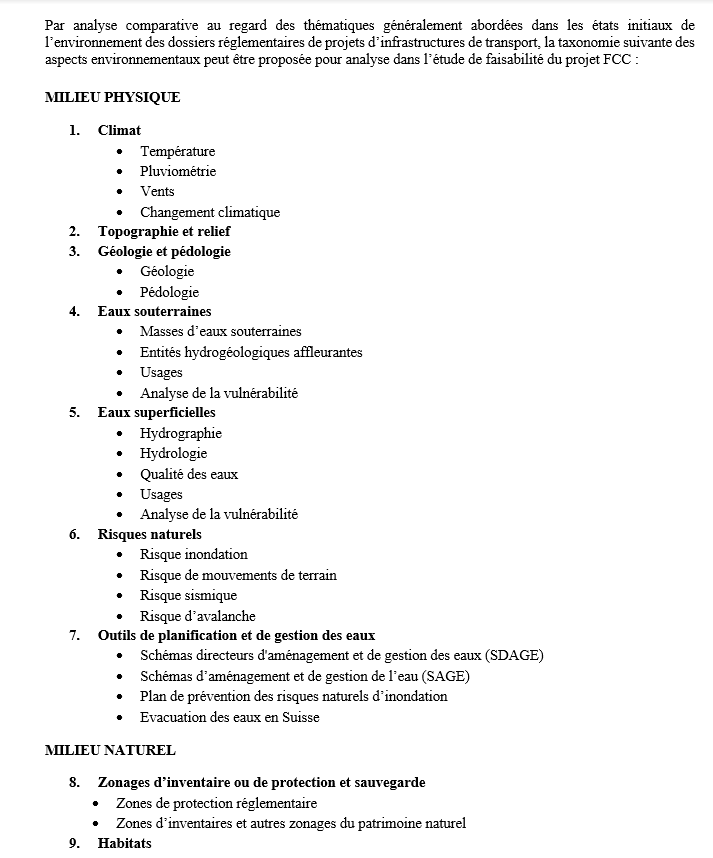 Par analyse comparative au regard des thématiques généralement abordées dans les états initiaux de
l’environnement des dossiers réglementaires de projets d’infrastructures de transport, la taxonomie suivante des
aspects environnementaux peut être proposée pour analyse dans l’étude de faisabilité du projet FCC :
MILIEU PHYSIQUE
1. Climat
• Température
• Pluviométrie
• Vents
• Changement climatique
2. Topographie et relief
3. Géologie et pédologie
• Géologie
• Pédologie
4. Eaux souterraines
• Masses d’eaux souterraines
• Entités hydrogéologiques affleurantes
• Usages
• Analyse de la vulnérabilité
5. Eaux superficielles
• Hydrographie
• Hydrologie
• Qualité des eaux
• Usages
• Analyse de la vulnérabilité
6. Risques naturels
• Risque inondation
• Risque de mouvements de terrain
• Risque sismique
• Risque d’avalanche
7. Outils de planification et de gestion des eaux
• Schémas directeurs d'aménagement et de gestion des eaux (SDAGE)
• Schémas d’aménagement et de gestion de l’eau (SAGE)
• Plan de prévention des risques naturels d’inondation
• Evacuation des eaux en Suisse
MILIEU NATUREL
8. Zonages d’inventaire ou de protection et sauvegarde
• Zones de protection réglementaire
• Zones d’inventaires et autres zonages du patrimoine naturel
9. Habitats